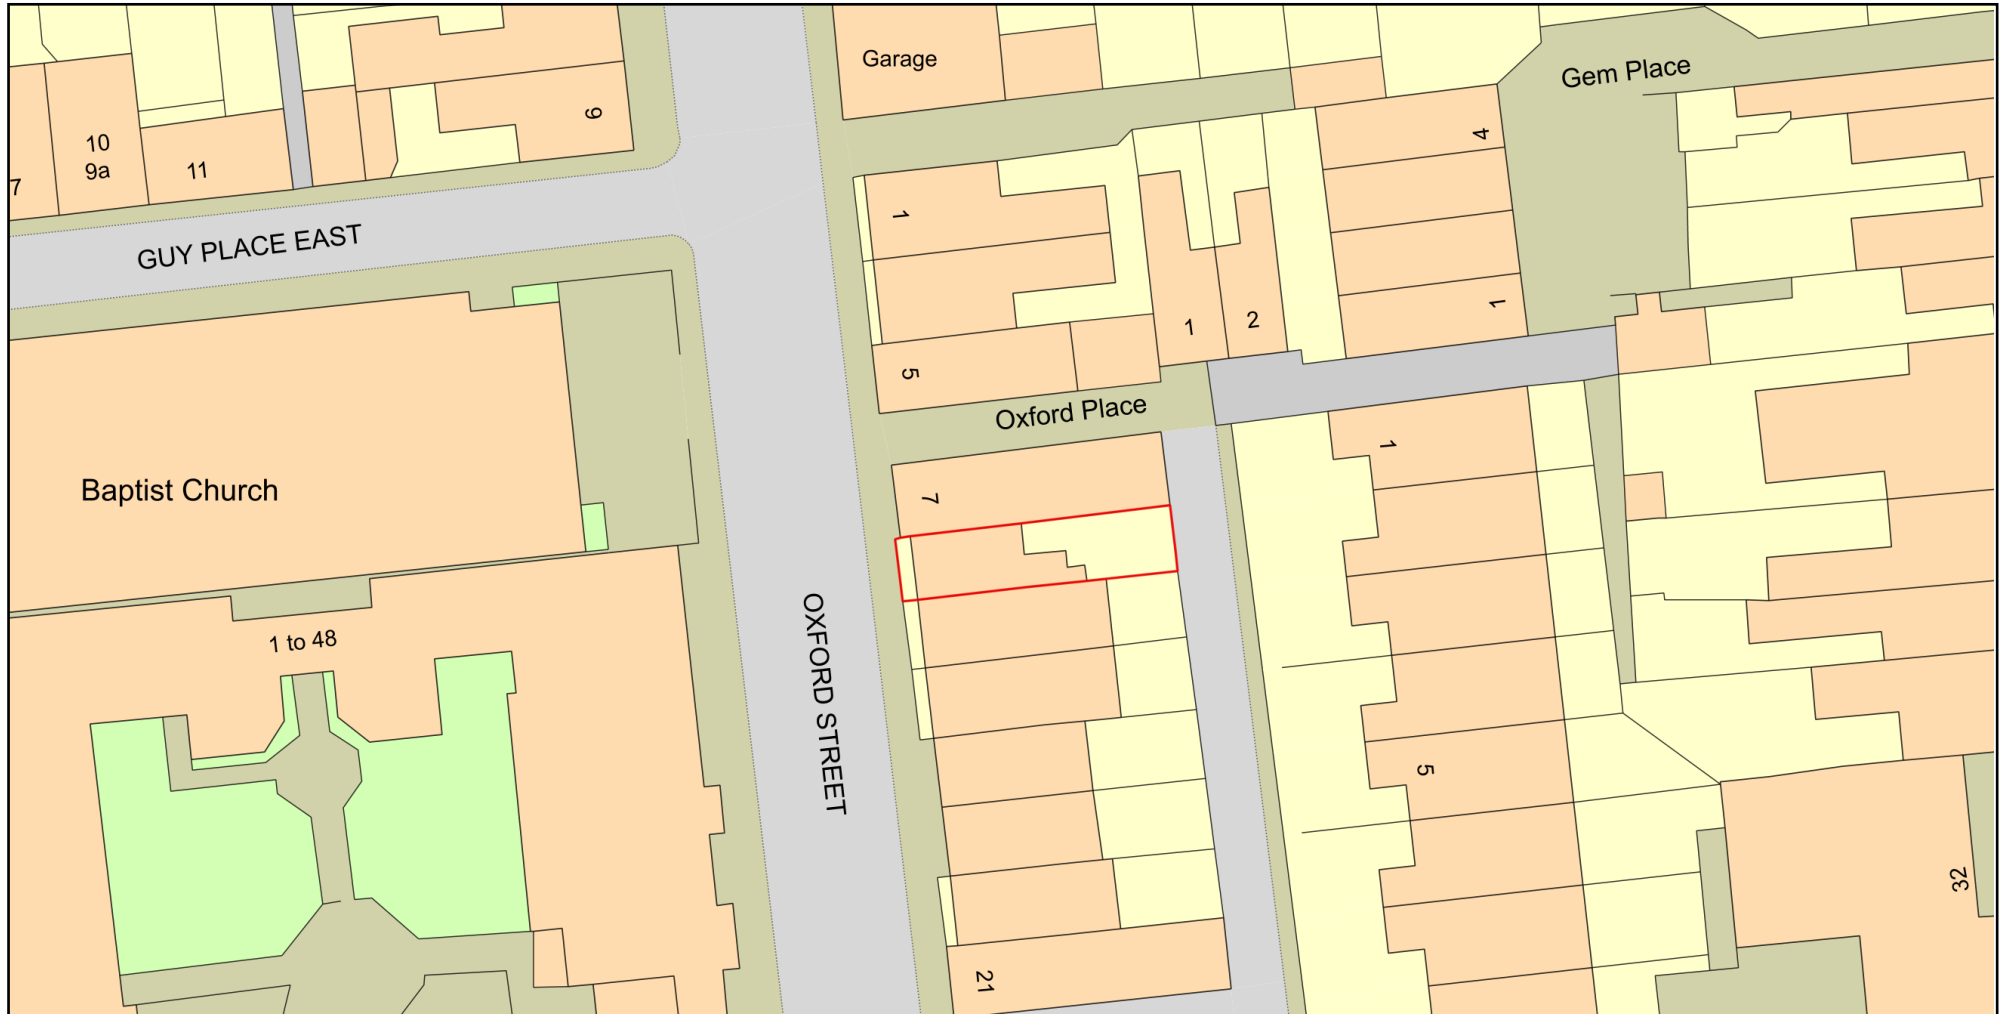 Garage
Gem Place
10
9a
11
7
9
4
GUY PLACE EAST
1
1
2
1
5
Oxford Place
1
7
Baptist Church
1 to 48
OXFORD STREET
5
32
21